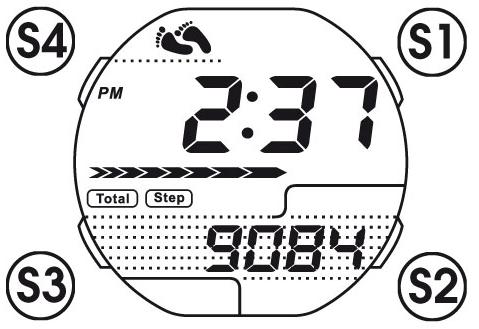 S4 S1
PM 2:37
Total Step
9084
S3 S2